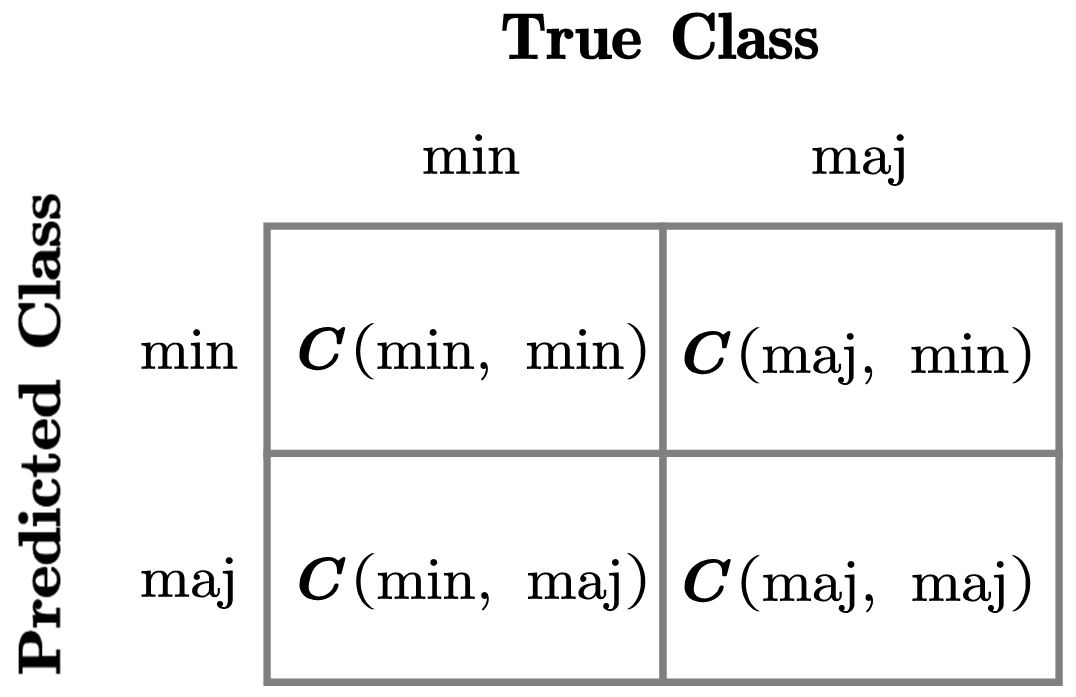 True Class
min maj
Predicted Class
min C(min, min) C(maj, min)
maj C(min, maj) C(maj, maj)